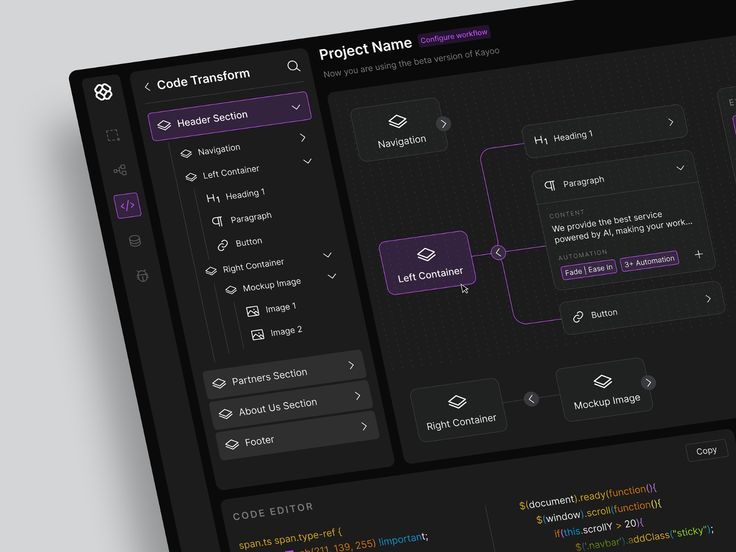 Project Name
Configure workflow
Now you are using the beta version of Kayoo
Code Transform
Header Section
Navigation
Left Container
H1 Heading 1
Paragraph
Button
Right Container
Mockup Image
Image 1
Image 2
Partners Section
About Us Section
Footer
Navigation
Left Container
H1 Heading 1
Paragraph
CONTENT
We provide the best service
powered by AI, making your work...
AUTOMATION
Fade | Ease In
3+ Automation
Button
Right Container
Mockup Image
CODE EDITOR
Copy
span.ts span.type-ref {
(211, 139, 255) !important;
$(document).ready(function(){
$(window).scroll(function(){
if(this.scrollY > 20){
$('.navbar').addClass("sticky");